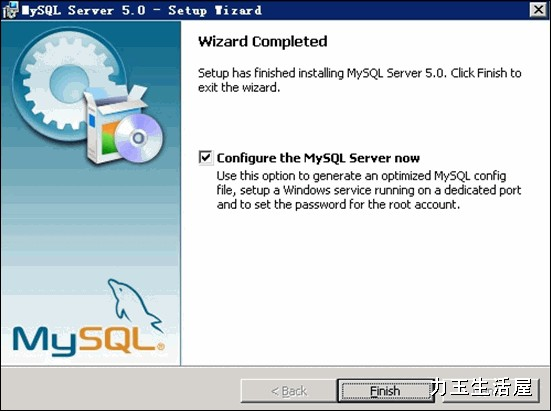 MySQL Server 5.0 - Setup Wizard
Wizard Completed
Setup has finished installing MySQL Server 5.0. Click Finish to
exit the wizard.
Configure the MySQL Server now
Use this option to generate an optimized MySQL config
file, setup a Windows service running on a dedicated port
and to set the password for the root account.
MySQL®
< Back
Finish
力王生活屋